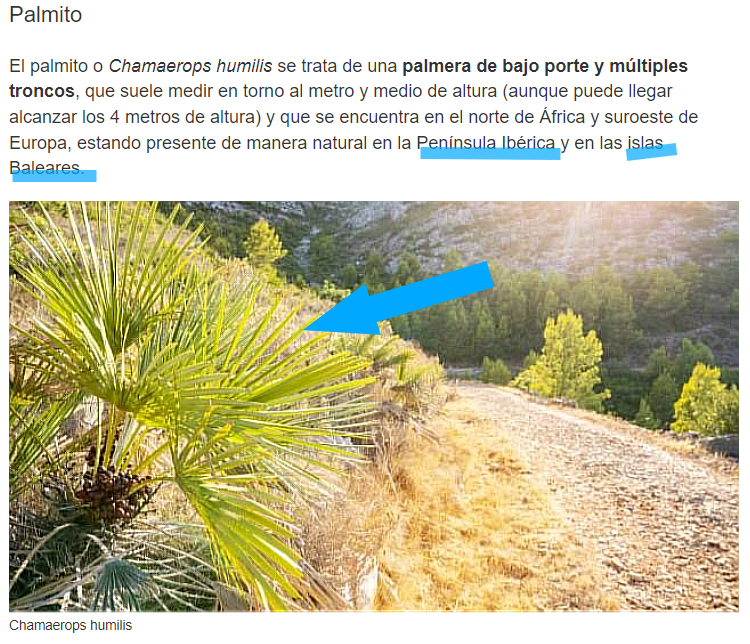 Palmito
El palmito o Chamaerops humilis se trata de una palmera de bajo porte y múltiples
troncos, que suele medir en torno al metro y medio de altura (aunque puede llegar
alcanzar los 4 metros de altura) y que se encuentra en el norte de África y suroeste de
Europa, estando presente de manera natural en la Península Ibérica y en las islas
Baleares.
Chamaerops humilis